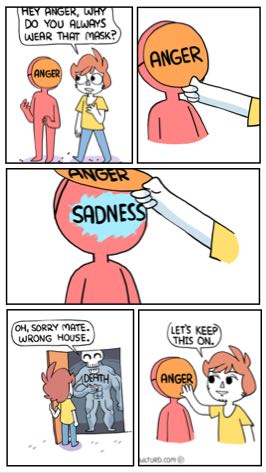 HEY ANGER, WHY
DO YOU ALWAYS
WEAR THAT MASK?
ANGER
ANGER
ANGER
SADNESS
OH, SORRY MATE.
WRONG HOUSE.
DEATH
LET'S KEEP
THIS ON.
ANGER